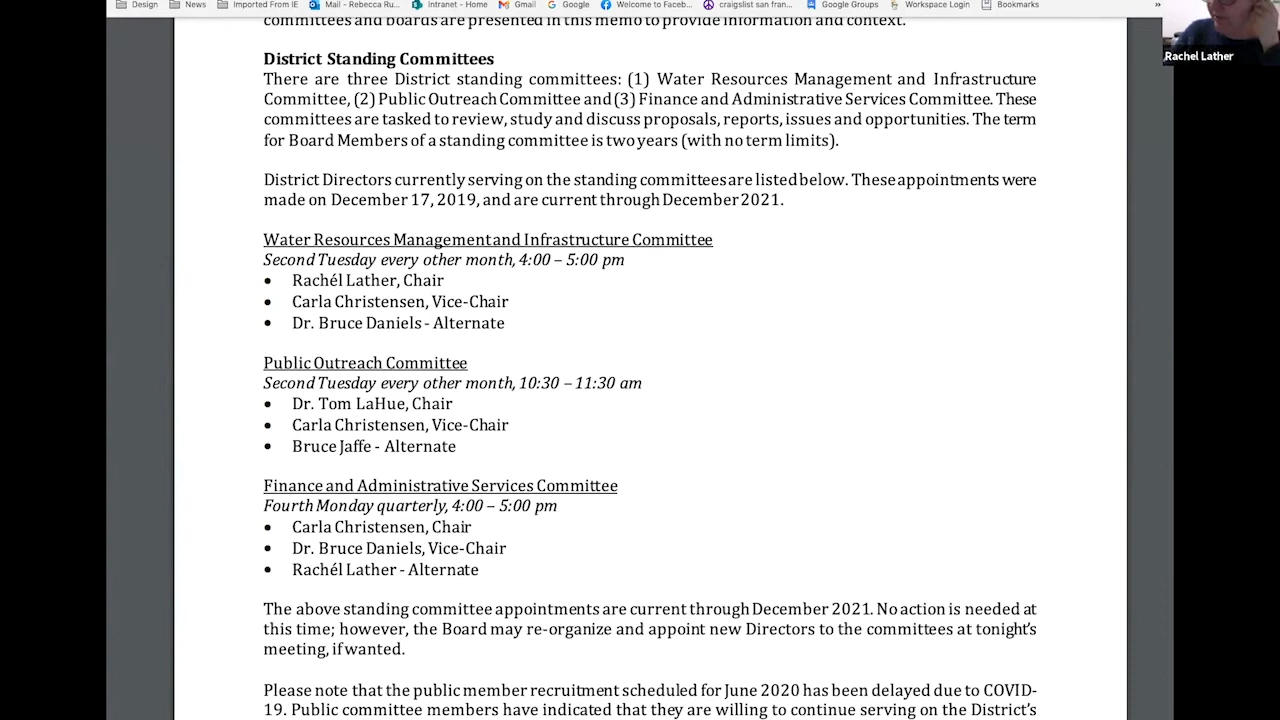 Design News Imported From IE Mail - Rebecca Ru... Intranet - Home Gmail Google Welcome to Faceb... craigslist san fran... Google Groups Workspace Login Bookmarks »
committees and boards are presented in this memo to provide information and context.
Rachel Lather
District Standing Committees
There are three District standing committees: (1) Water Resources Management and Infrastructure
Committee, (2) Public Outreach Committee and (3) Finance and Administrative Services Committee. These
committees are tasked to review, study and discuss proposals, reports, issues and opportunities. The term
for Board Members of a standing committee is two years (with no term limits).
District Directors currently serving on the standing committees are listed below. These appointments were
made on December 17, 2019, and are current through December 2021.
Water Resources Management and Infrastructure Committee
Second Tuesday every other month, 4:00 – 5:00 pm
• Rachél Lather, Chair
• Carla Christensen, Vice-Chair
• Dr. Bruce Daniels - Alternate
Public Outreach Committee
Second Tuesday every other month, 10:30 – 11:30 am
• Dr. Tom LaHue, Chair
• Carla Christensen, Vice-Chair
• Bruce Jaffe - Alternate
Finance and Administrative Services Committee
Fourth Monday quarterly, 4:00 – 5:00 pm
• Carla Christensen, Chair
• Dr. Bruce Daniels, Vice-Chair
• Rachél Lather - Alternate
The above standing committee appointments are current through December 2021. No action is needed at
this time; however, the Board may re-organize and appoint new Directors to the committees at tonight's
meeting, if wanted.
Please note that the public member recruitment scheduled for June 2020 has been delayed due to COVID-
19. Public committee members have indicated that they are willing to continue serving on the District's